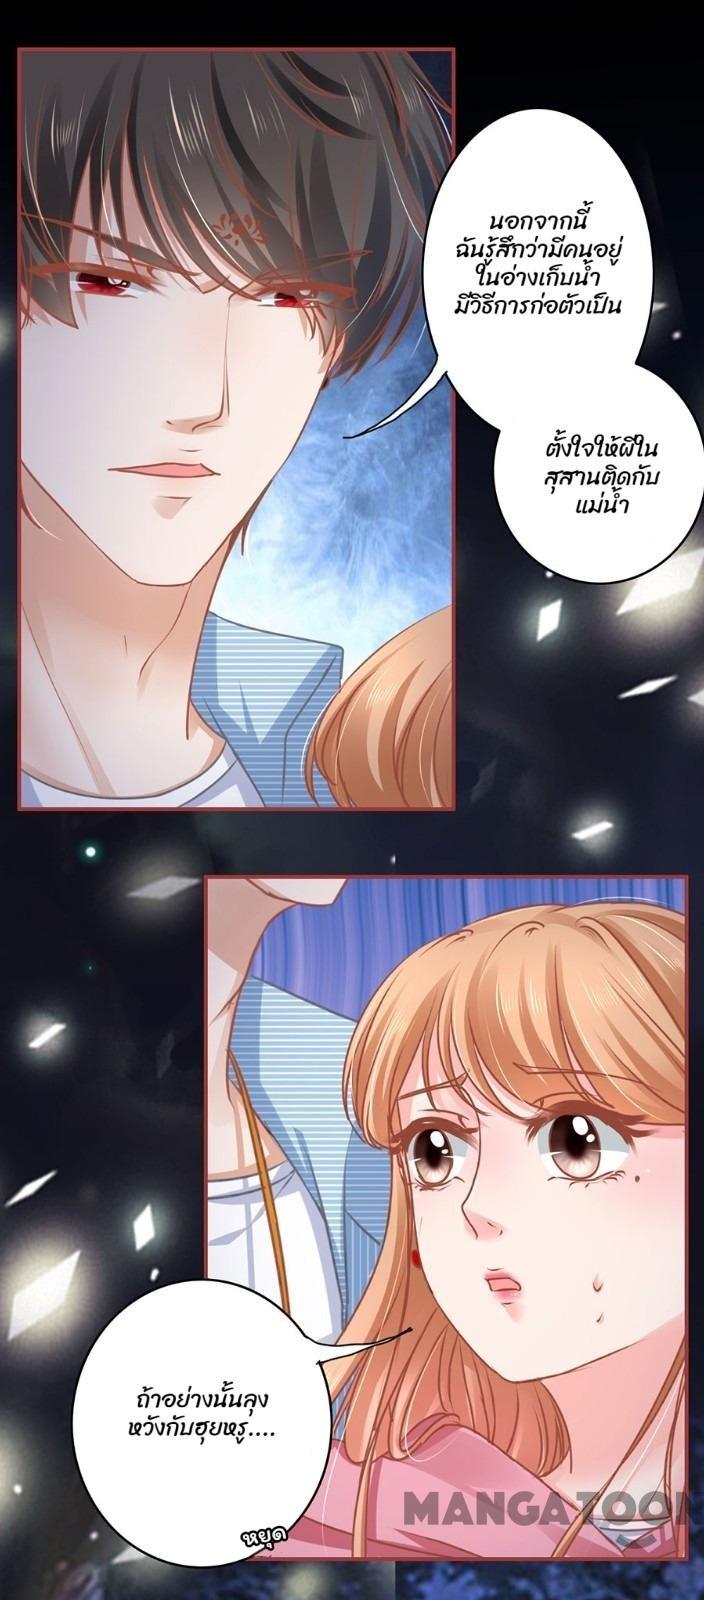 นอกจากนี้
ฉันรู้สึกว่ามีคนอยู่
ในอ่างเก็บน้ำ
มีวิธีการก่อตัวเป็น
ตั้งใจให้ผีใน
สุสานติดกับ
แม่น้ำ
ถ้าอย่างนั้นลุง
หวังกับฮุยหรู....
หยุด
MANGATOON